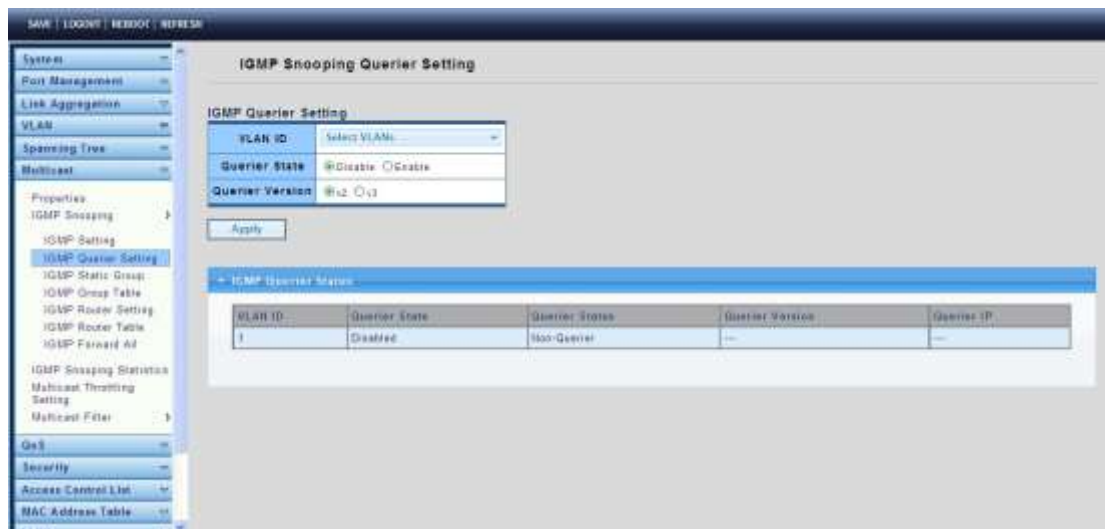 SAVE | LOGOUT | REBOOT | REFRESH
System
Port Management
Link Aggregation
VLAN
Spanning Tree
Multicast
Properties
IGMP Snooping
IGMP Setting
IGMP Querier Setting
IGMP Static Group
IGMP Group Table
IGMP Router Setting
IGMP Router Table
IGMP Forward All
IGMP Snooping Statistics
Multicast Throttling
Setting
Multicast Filter
QoS
Security
Access Control List
MAC Address Table
IGMP Snooping Querier Setting
IGMP Querier Setting
VLAN ID Select VLANs
Querier State Disable Enable
Querier Version v2 v3
Apply
IGMP Querier Status
VLAN ID Querier State Querier Status Querier Version Querier IP
1 Disabled Non-Querier --- ---